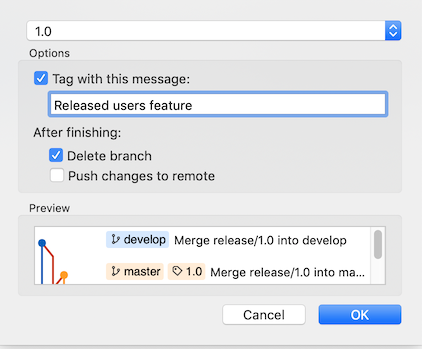 1.0
Options
Tag with this message:
Released users feature
After finishing:
Delete branch
Push changes to remote
Preview
develop Merge release/1.0 into develop
master 1.0 Merge release/1.0 into ma...
Cancel OK